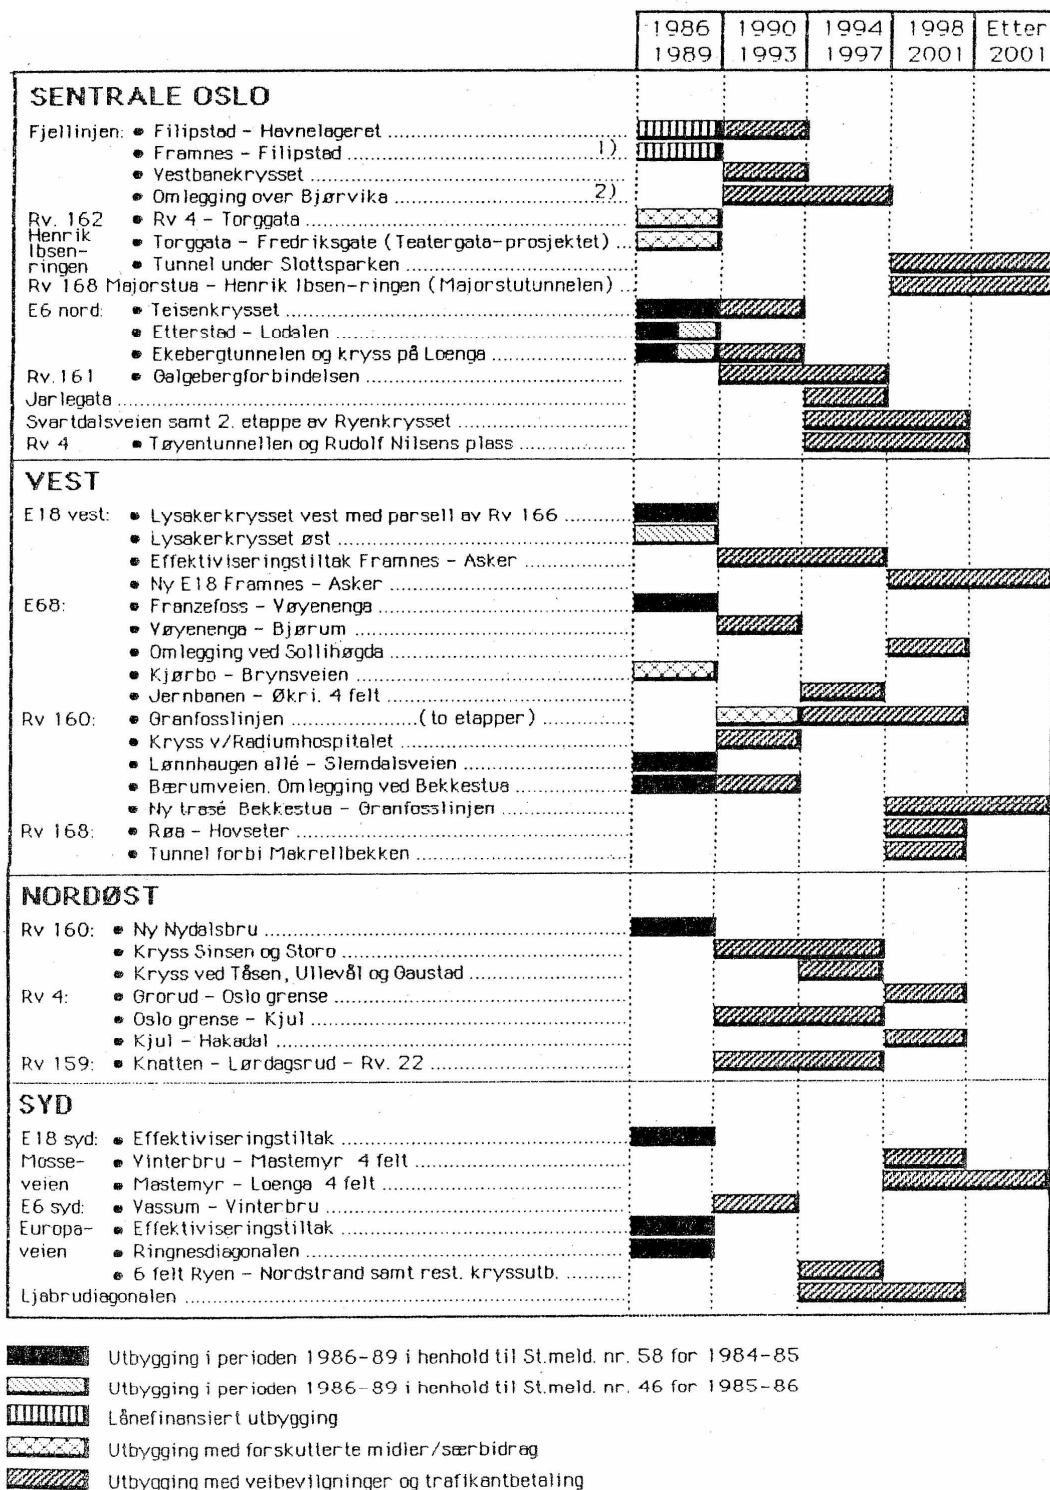 1986 1990 1994 1998 Etter
1989 1993 1997 2001 2001
SENTRALE OSLO
Fjellinjen: • Filipstad - Havnelageret
• Framnes - Filipstad 1)
• Vestbanekrysset
• Omlegging over Bjørvika 2)
Rv. 162 • Rv 4 - Torggata
Henrik • Torggata - Fredriksgate (Teatergata-prosjektet)
Ibsen-
ringen • Tunnel under Slottsparken
Rv 168 Majorstua - Henrik Ibsen-ringen (Majorstutunnelen)
E6 nord: • Teisenkrysset
• Etterstad - Lodalen
• Ekebergtunnelen og kryss på Loenga
Rv. 161 • Galgebergforbindelsen
Jarlegata
Svartdalsveien samt 2. etappe av Ryenkrysset
Rv 4 • Tøyentunnellen og Rudolf Nilsens plass
VEST
E18 vest: • Lysakerkrysset vest med parsell av Rv 166
• Lysakerkrysset øst
• Effektiviseringstiltak Framnes - Asker
• Ny E18 Framnes - Asker
E68: • Franzefoss - Vøyenenga
• Vøyenenga - Bjørum
• Omlegging ved Sollihøgda
• Kjørbo - Brynsveien
• Jernbanen - Økri. 4 felt
Rv 160: • Granfosslinjen (to etapper)
• Kryss v/Radiumhospitalet
• Lønnhaugen allé - Slemdalsveien
• Bærumveien. Omlegging ved Bekkestua
• Ny trasé Bekkestua - Granfosslinjen
Rv 168: • Røa - Hovseter
• Tunnel forbi Makrellbekken
NORDØST
Rv 160: • Ny Nydalsbru
• Kryss Sinsen og Storo
• Kryss ved Tåsen, Ullevål og Gaustad
Rv 4: • Grorud - Oslo grense
• Oslo grense - Kjul
• Kjul - Hakadal
Rv 159: • Knatten - Lørdagsrud - Rv. 22
SYD
E18 syd: • Effektiviseringstiltak
Mosse- • Vinterbru - Mastemyr 4 felt
veien • Mastemyr - Loenga 4 felt
E6 syd: • Vassum - Vinterbru
Europa- • Effektiviseringstiltak
veien • Ringnesdiagonalen
• 6 felt Ryen - Nordstrand samt rest. kryssutb.
Ljabrudiagonalen
Utbygging i perioden 1986-89 i henhold til St.meld. nr. 58 for 1984-85
Utbygging i perioden 1986-89 i henhold til St.meld. nr. 46 for 1985-86
Lånefinansiert utbygging
Utbygging med forskutterte midler/særbidrag
Utbygging med veibevilgninger og trafikantbetaling